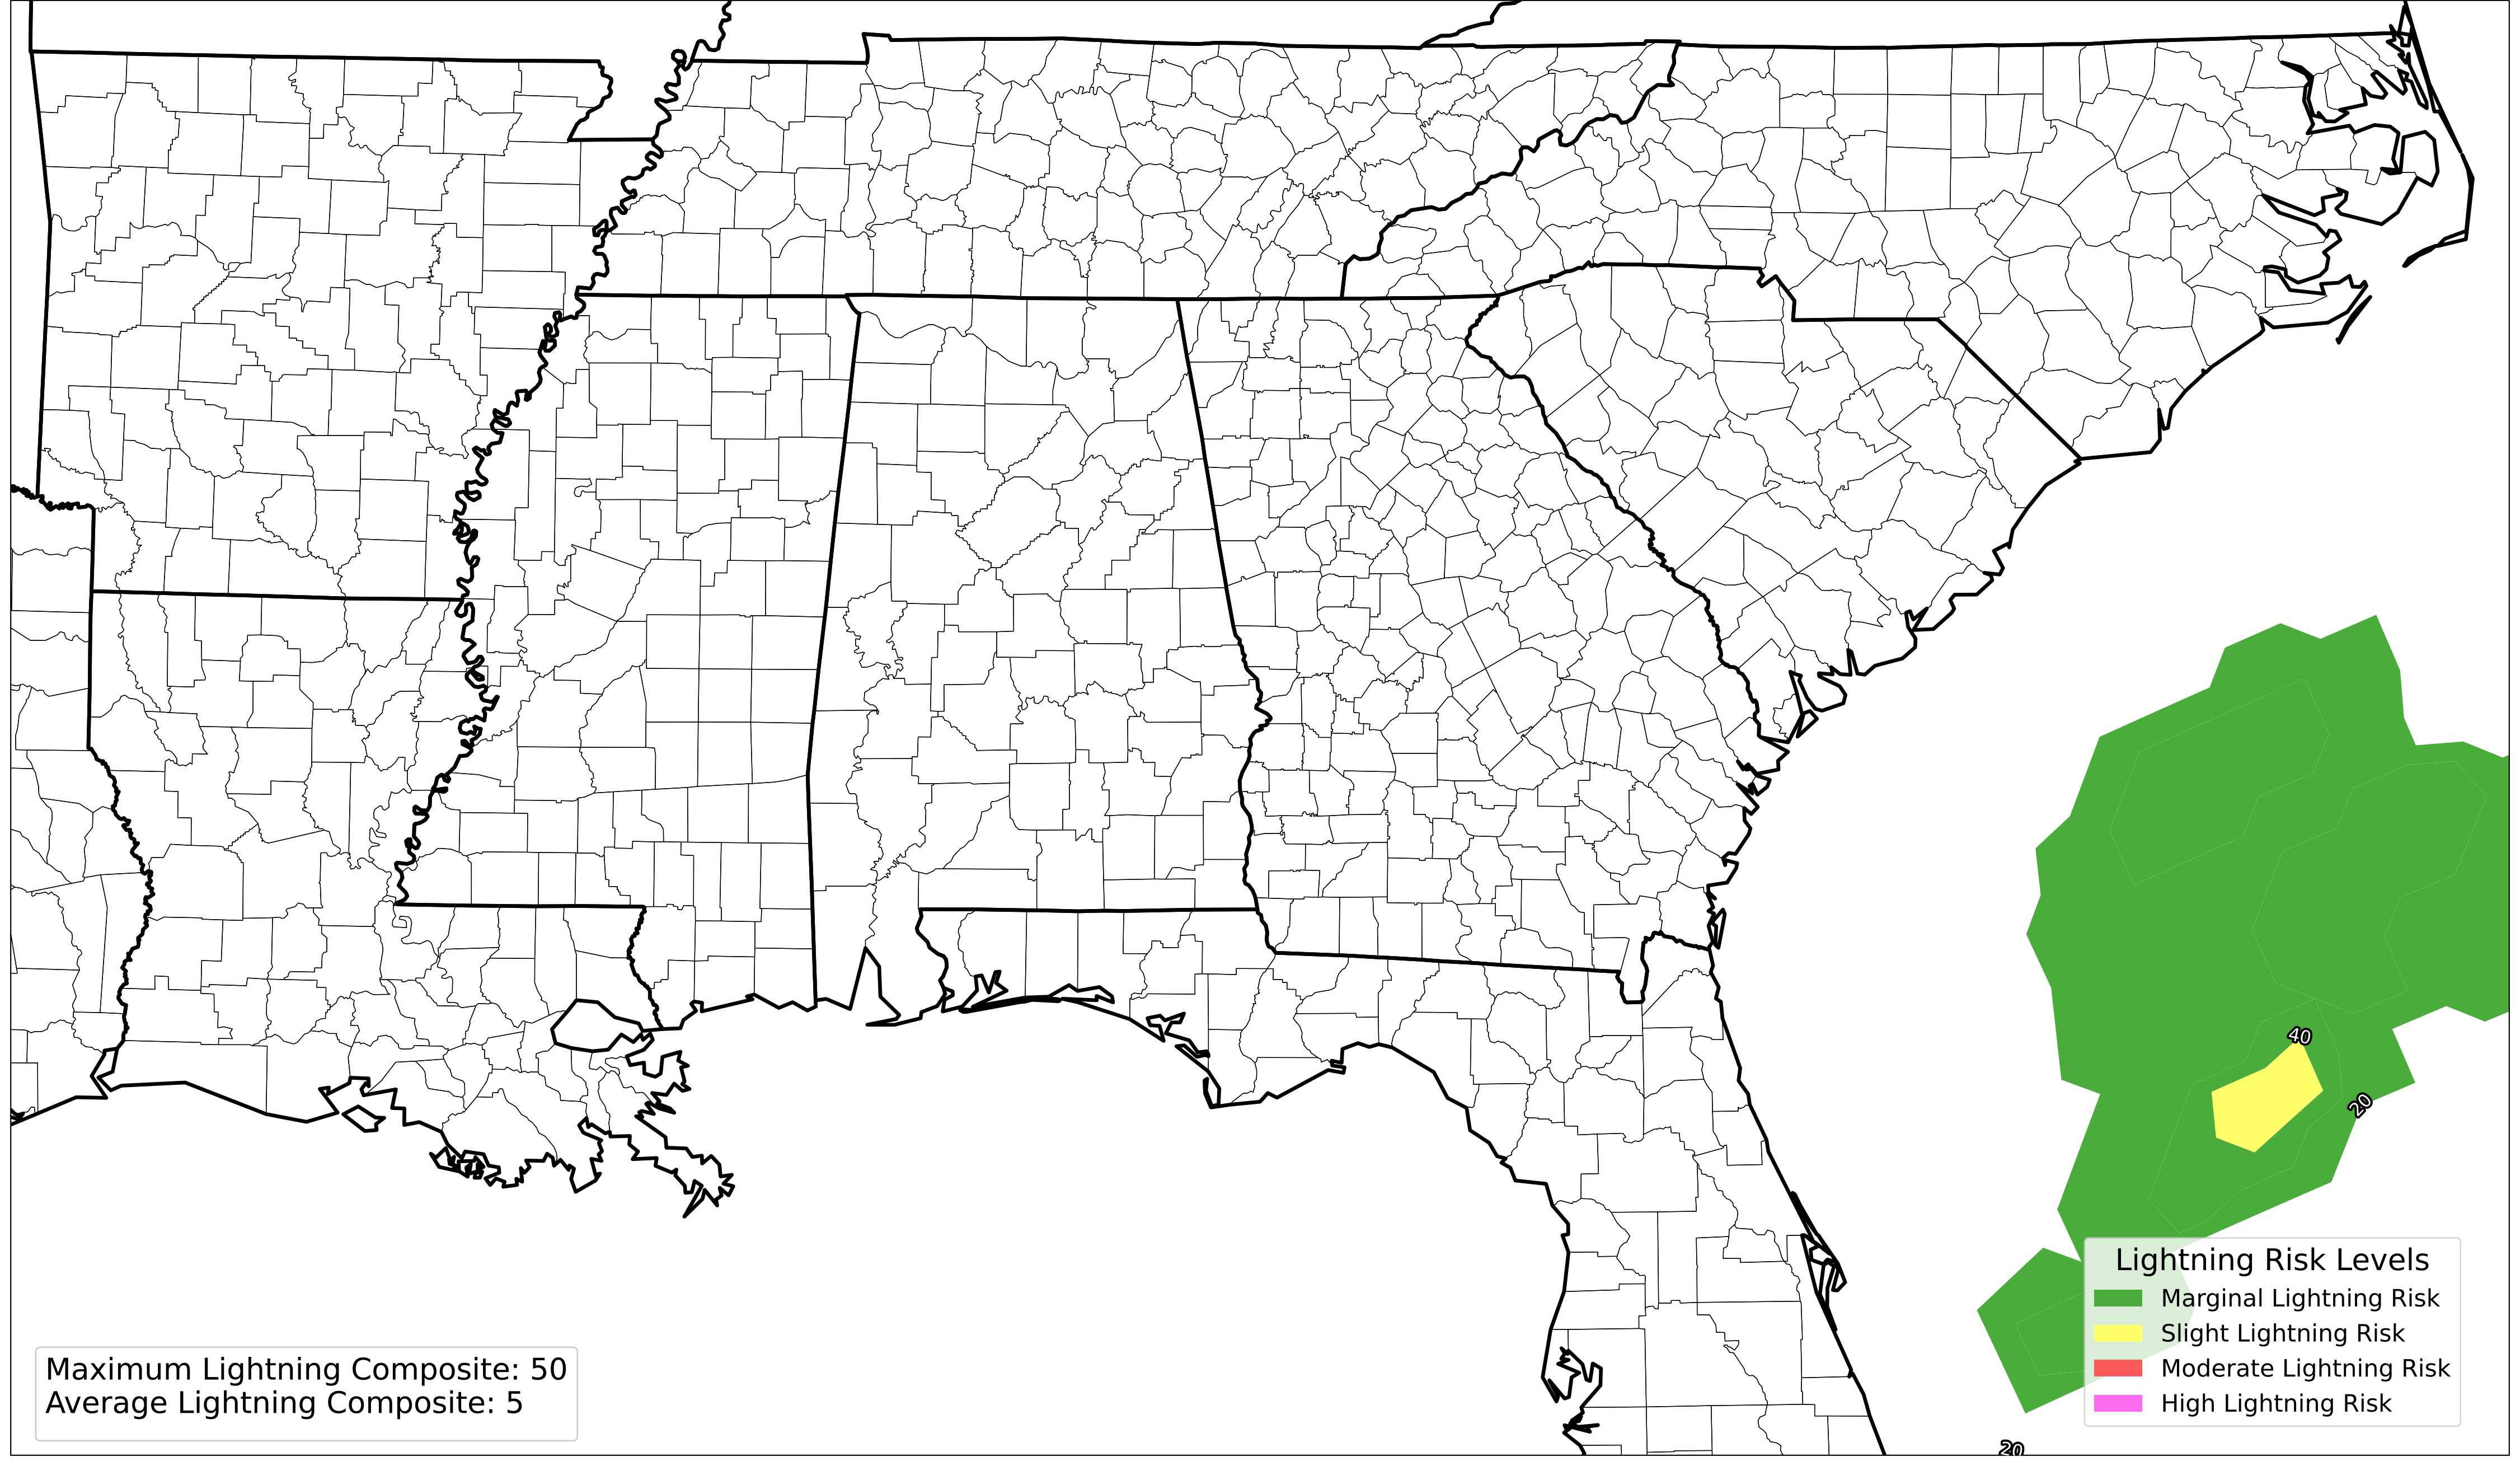 40
20
Lightning Risk Levels
Marginal Lightning Risk
Slight Lightning Risk
Moderate Lightning Risk
High Lightning Risk
Maximum Lightning Composite: 50
Average Lightning Composite: 5
20